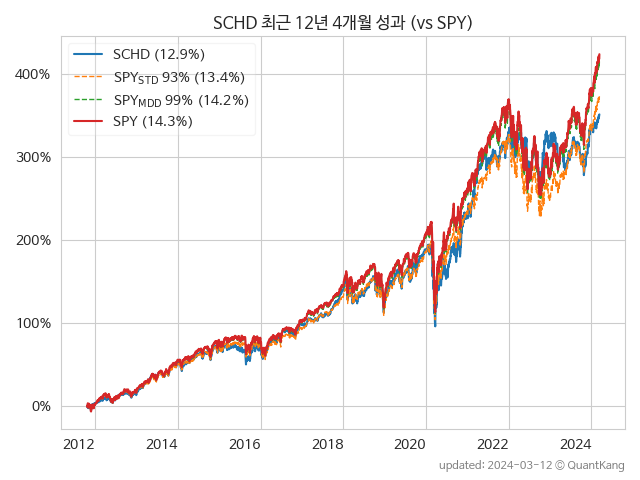 SCHD 최근 12년 4개월 성과 (vs SPY)
SCHD (12.9%)
SPY_STD 93% (13.4%)
SPY_MDD 99% (14.2%)
SPY (14.3%)
400%
300%
200%
100%
0%
2012 2014 2016 2018 2020 2022 2024
updated: 2024-03-12 © QuantKang